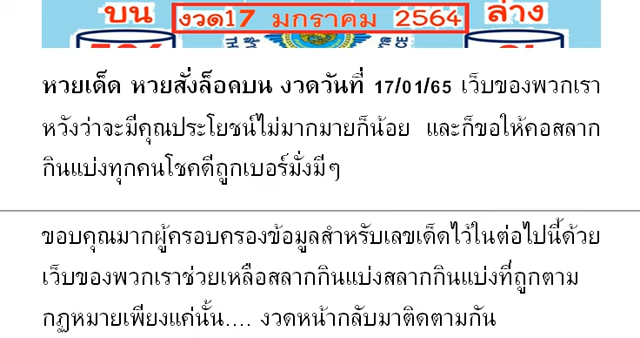 บน งวด17 มกราคม 2564 ล่าง
หวยเด็ด หวยสั่งล็อคบน งวดวันที่ 17/01/65 เว็บของพวกเรา
หวังว่าจะมีคุณประโยชน์ไม่มากมายก็น้อย และก็ขอให้คอสลาก
กินแบ่งทุกคนโชคดีถูกเบอร์มั่งมีๆ
ขอบคุณมากผู้ครอบครองข้อมูลสำหรับเลขเด็ดไว้ในต่อไปนี้ด้วย
เว็บของพวกเราช่วยเหลือสลากกินแบ่งสลากกินแบ่งที่ถูกตาม
กฎหมายเพียงแค่นั้น.... งวดหน้ากลับมาติดตามกัน